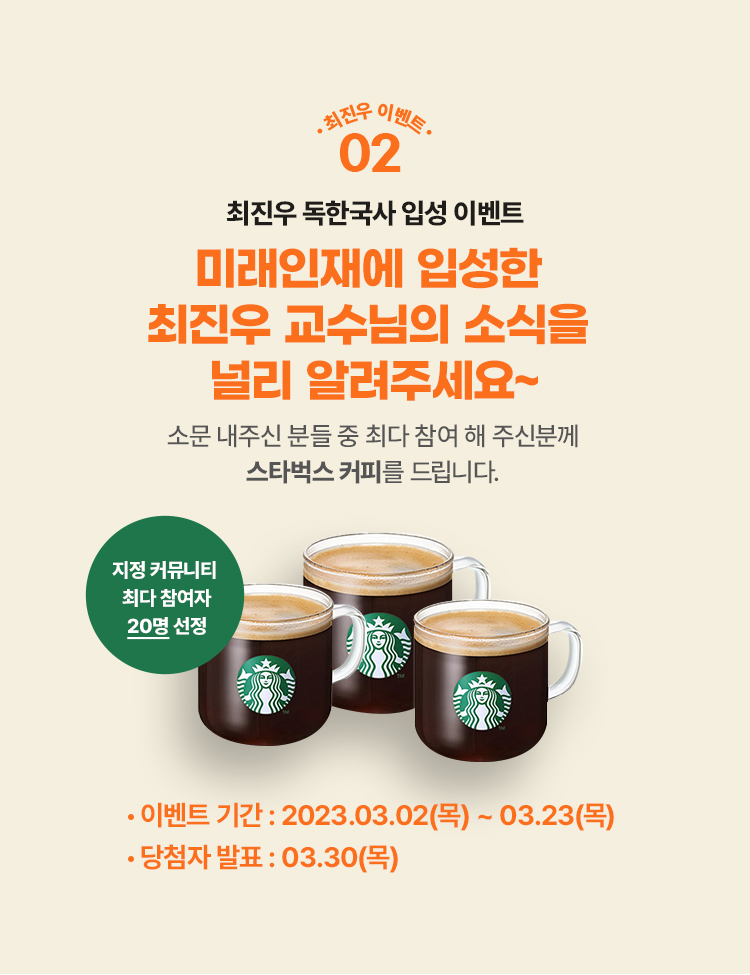 • 최진우 이벤트 •
02
최진우 독한국사 입성 이벤트
미래인재에 입성한
최진우 교수님의 소식을
널리 알려주세요~
소문 내주신 분들 중 최다 참여 해 주신분께
스타벅스 커피를 드립니다.
지정 커뮤니티
최다 참여자
20명 선정
TM
TM
TM
• 이벤트 기간 : 2023.03.02(목) ~ 03.23(목)
• 당첨자 발표 : 03.30(목)